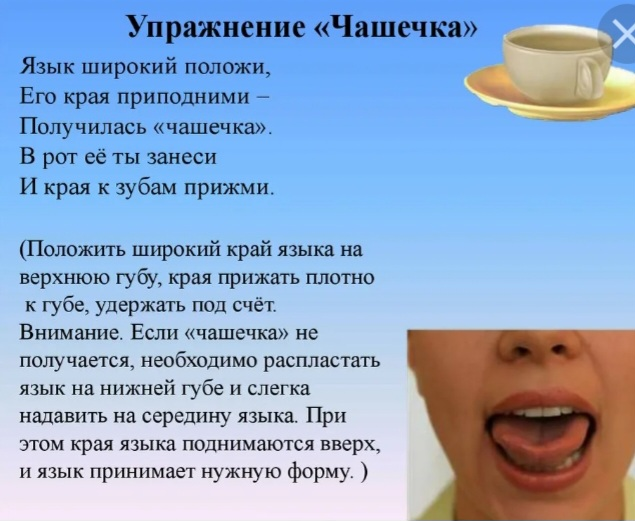 Упражнение «Чашечка»
Язык широкий положи,
Его края приподними –
Получилась «чашечка».
В рот её ты занеси
И края к зубам прижми.
(Положить широкий край языка на
верхнюю губу, края прижать плотно
к губе, удержать под счёт.
Внимание. Если «чашечка» не
получается, необходимо распластать
язык на нижней губе и слегка
надавить на середину языка. При
этом края языка поднимаются вверх,
и язык принимает нужную форму. )